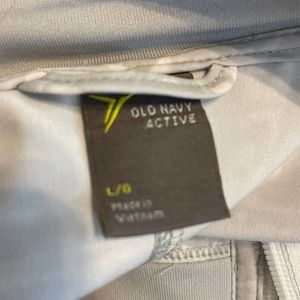 OLD NAVY
ACTIVE
L/G
Made in
Vietnam